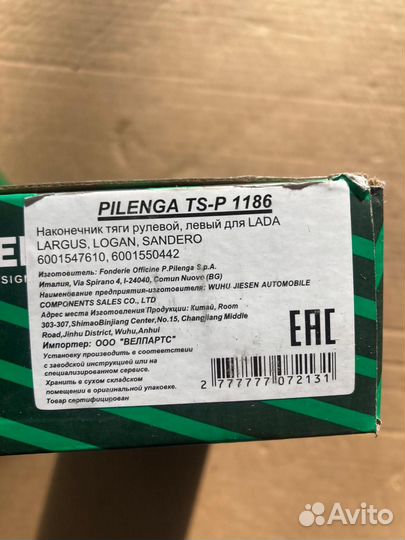 PILENGA TS-P 1186
Наконечник тяги рулевой, левый для LADA
LARGUS, LOGAN, SANDERO
6001547610, 6001550442
Изготовитель: Fonderie Officine P.Pilenga S.p.A.
Италия, Via Spirano 4, I-24040, Comun Nuovo (BG)
Наименование предприятия-изготовителя: WUHU JIESEN AUTOMOBILE
COMPONENTS SALES CO., LTD
Адрес места Изготовления Продукции: Китай, Room
303-307,ShimaoBinjiang Center,No.15, Changjiang Middle
Road,Jinhu District, Wuhu,Anhui
Импортер: ООО "ВЕЛПАРТС"
Установку производить в соответствии
с заводской инструкцией или на
специализированном сервисе.
Хранить в сухом складском
помещении в оригинальной упаковке.
Товар сертифицирован
EAC
2 777777 072131
SIGN
Avito